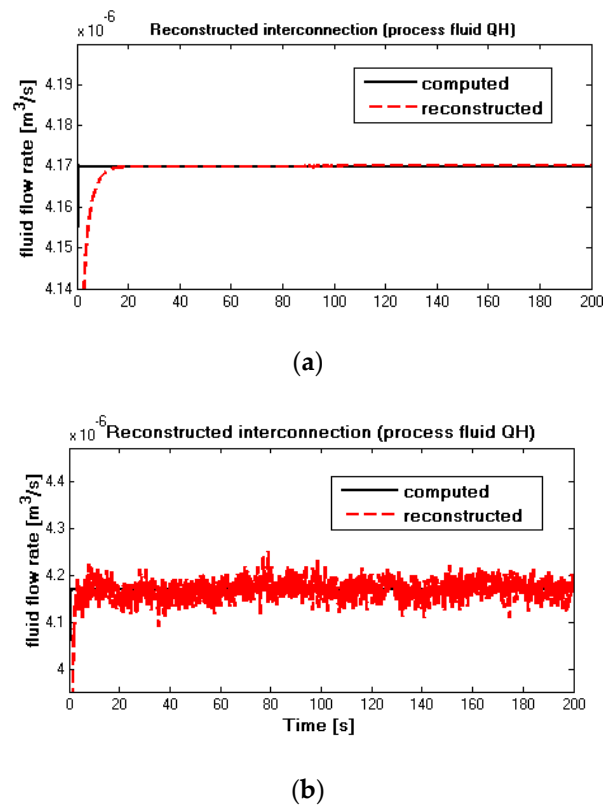 Reconstructed interconnection (process fluid QH)
x 10^-6
fluid flow rate [m^3/s]
4.19
4.18
4.170
4.16
4.15
4.14
computed
reconstructed
0 20 40 60 80 100 120 140 160 180 200
(a)
x 10^-6
Reconstructed interconnection (process fluid QH)
fluid flow rate [m^3/s]
4.4
4.3
4.2
4.1
4
computed
reconstructed
0 20 40 60 80 100 120 140 160 180 200
Time [s]
(b)